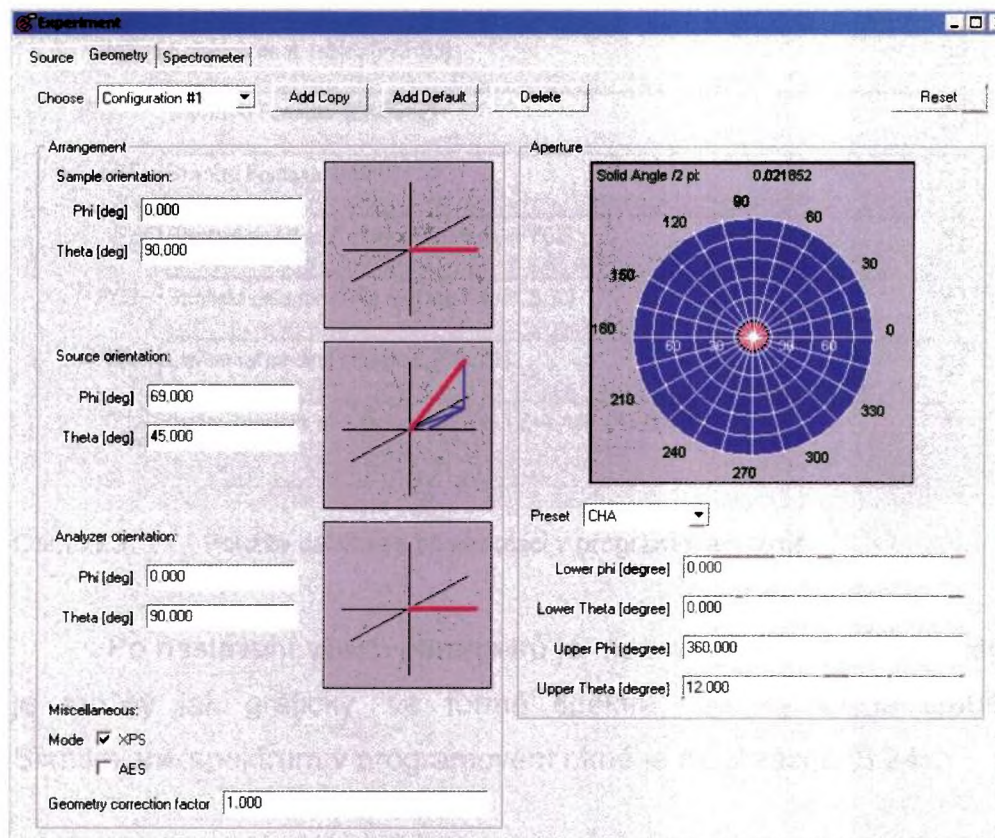 Experiment
Source Geometry Spectrometer
Choose Configuration #1 Add Copy Add Default Delete Reset
Arrangement
Sample orientation:
Phi [deg] 0,000
Theta [deg] 90,000
Source orientation:
Phi [deg] 69,000
Theta [deg] 45,000
Analyzer orientation:
Phi [deg] 0,000
Theta [deg] 90,000
Miscellaneous:
Mode XPS
AES
Geometry correction factor 1.000
Aperture
Solid Angle /2 pi: 0.021852
90
120 60
150 30
180 60 30 30 60 0
210 330
240 300
270
Preset CHA
Lower phi [degree] 0,000
Lower Theta [degree] 0,000
Upper Phi [degree] 360,000
Upper Theta [degree] 12,000